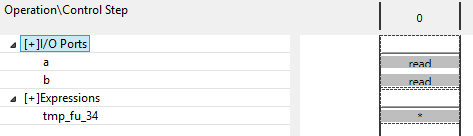 Operation\Control Step 0
[+]I/O Ports
a read
b read
[+]Expressions
tmp_fu_34 *